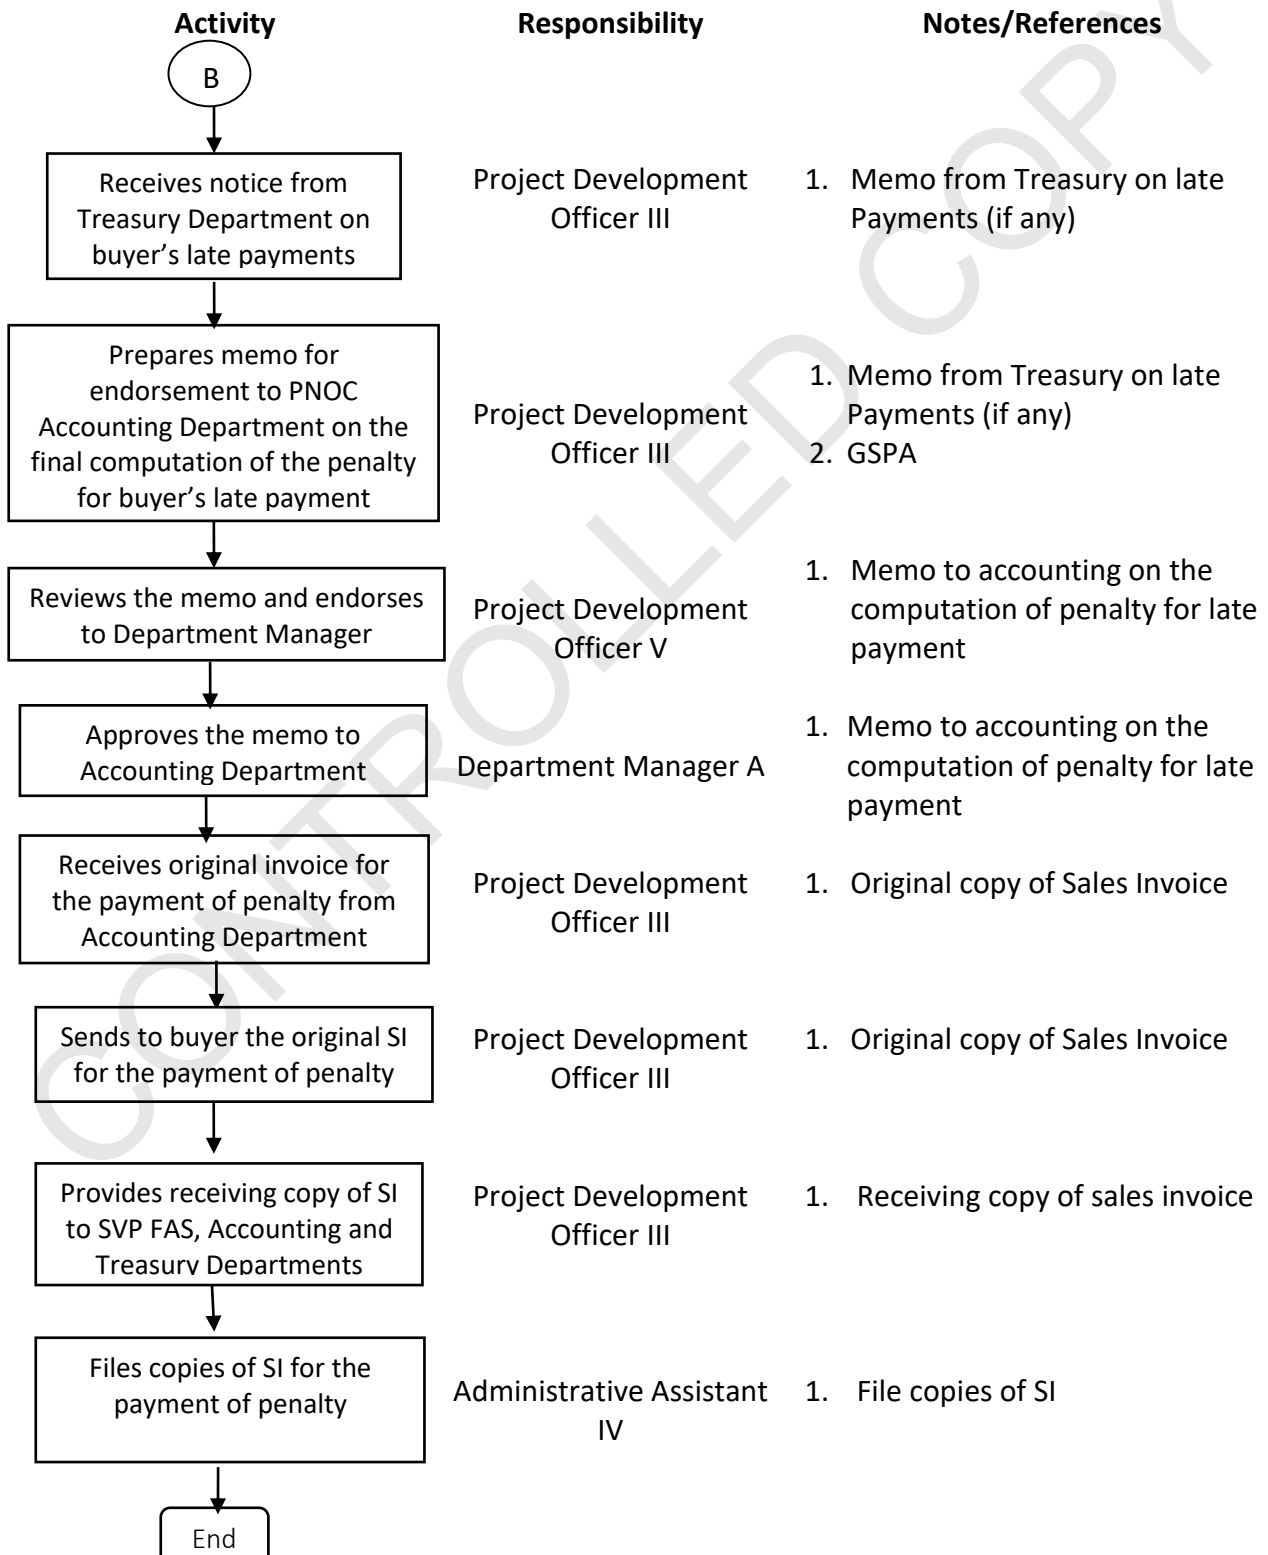 Activity
Responsibility
Notes/References
B
Receives notice from
Treasury Department on
buyer’s late payments
Project Development
Officer III
1. Memo from Treasury on late
Payments (if any)
Prepares memo for
endorsement to PNOC
Accounting Department on the
final computation of the penalty
for buyer’s late payment
Project Development
Officer III
1. Memo from Treasury on late
Payments (if any)
2. GSPA
Reviews the memo and endorses
to Department Manager
Project Development
Officer V
1. Memo to accounting on the
computation of penalty for late
payment
Approves the memo to
Accounting Department
Department Manager A
1. Memo to accounting on the
computation of penalty for late
payment
Receives original invoice for
the payment of penalty from
Accounting Department
Project Development
Officer III
1. Original copy of Sales Invoice
Sends to buyer the original SI
for the payment of penalty
Project Development
Officer III
1. Original copy of Sales Invoice
Provides receiving copy of SI
to SVP FAS, Accounting and
Treasury Departments
Project Development
Officer III
1. Receiving copy of sales invoice
Files copies of SI for the
payment of penalty
Administrative Assistant
IV
1. File copies of SI
End
CONTROLLED COPY